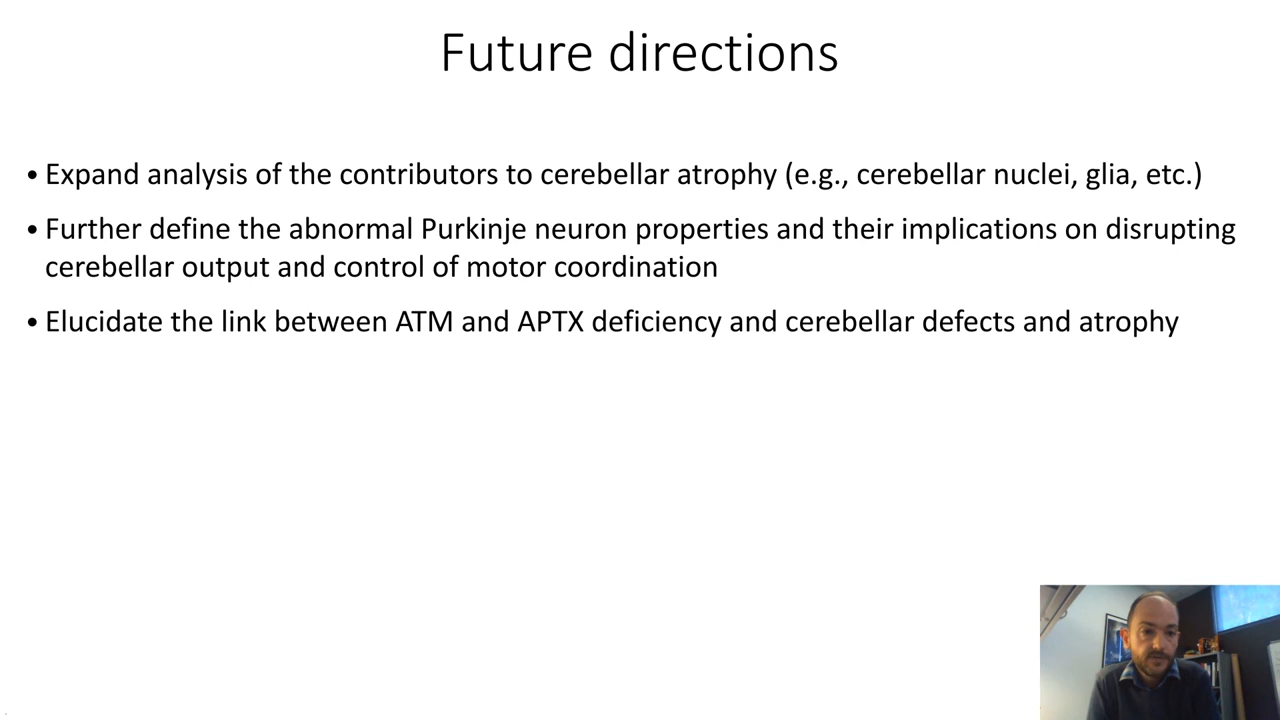 Future directions
• Expand analysis of the contributors to cerebellar atrophy (e.g., cerebellar nuclei, glia, etc.)
• Further define the abnormal Purkinje neuron properties and their implications on disrupting
cerebellar output and control of motor coordination
• Elucidate the link between ATM and APTX deficiency and cerebellar defects and atrophy